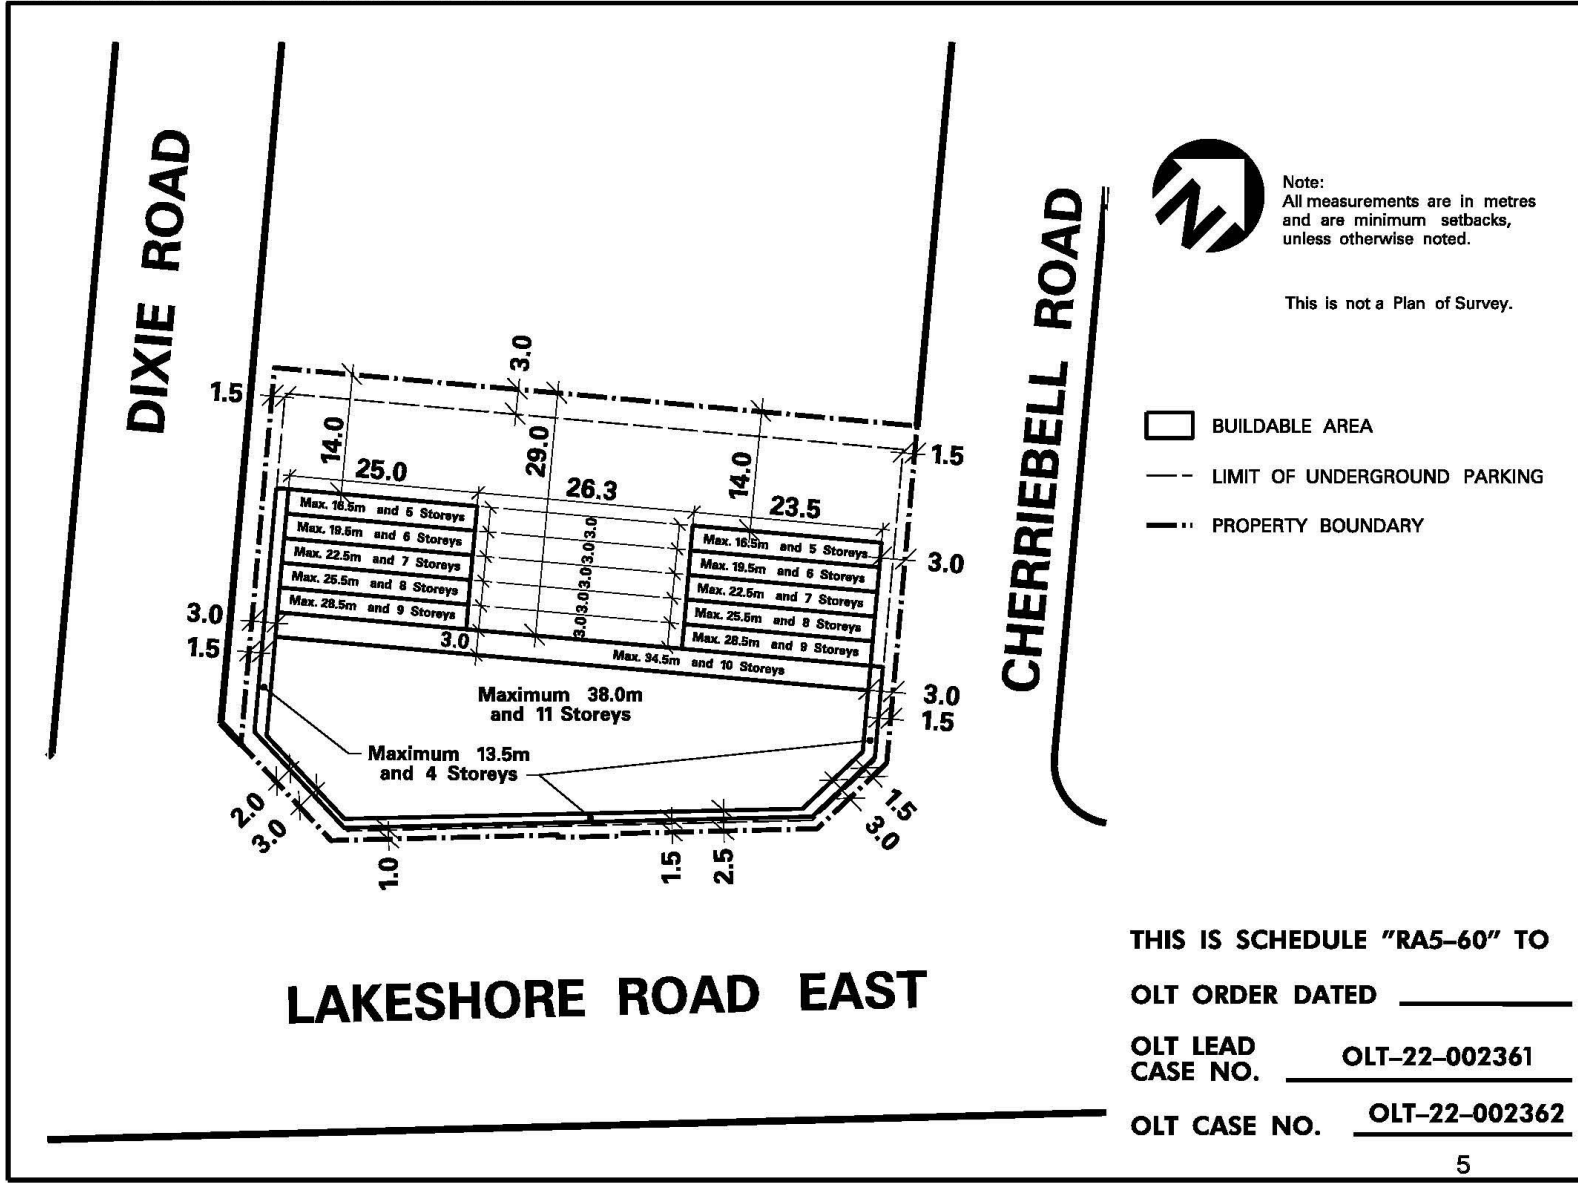 DIXIE ROAD
CHERRIEBELL ROAD
LAKESHORE ROAD EAST
N
Note:
All measurements are in metres
and are minimum setbacks,
unless otherwise noted.
This is not a Plan of Survey.
BUILDABLE AREA
LIMIT OF UNDERGROUND PARKING
PROPERTY BOUNDARY
3.0
1.5
14.0
29.0
14.0
1.5
25.0
26.3
23.5
Max. 16.5m and 5 Storeys
Max. 19.5m and 6 Storeys
Max. 22.5m and 7 Storeys
Max. 25.5m and 8 Storeys
Max. 28.5m and 9 Storeys
3.0
3.0
3.0
3.0
3.0
Max. 16.5m and 5 Storeys
Max. 19.5m and 6 Storeys
Max. 22.5m and 7 Storeys
Max. 25.5m and 8 Storeys
Max. 28.5m and 9 Storeys
3.0
3.0
1.5
3.0
Max. 34.5m and 10 Storeys
Maximum 38.0m
and 11 Storeys
3.0
1.5
Maximum 13.5m
and 4 Storeys
2.0
3.0
1.0
1.5
2.5
1.5
3.0
THIS IS SCHEDULE "RA5-60" TO
OLT ORDER DATED
OLT LEAD
CASE NO. OLT-22-002361
OLT CASE NO. OLT-22-002362
5